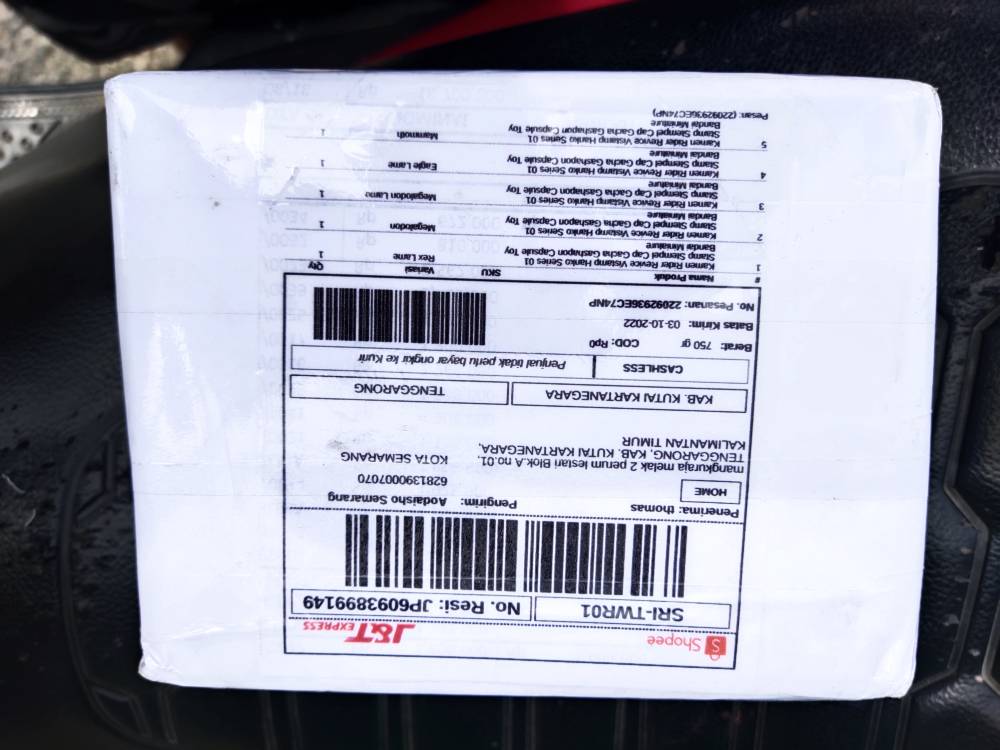 Shopee
J&T EXPRESS
SRI-TWR01
No. Resi: JP6093899149
Penerima: thomas
Pengirim: Aodaisho Semarang
HOME
6281390007070
mangkuraja melak 2 perum lestari Blok.A no.01.
KOTA SEMARANG
TENGGARONG, KAB. KUTAI KARTANEGARA,
KALIMANTAN TIMUR
KAB. KUTAI KARTANEGARA
TENGGARONG
CASHLESS
Penjual tidak perlu bayar ongkir ke Kurir
Berat: 750 gr COD: Rp0
Batas Kirim: 03-10-2022
No. Pesanan: 22092936EC74NP
# Nama Produk SKU Variasi Qty
1 Kamen Rider Revice Vistamp Hanko Series 01 Rex Lame 1
Stamp Stempel Cap Gacha Gashapon Capsule Toy
Bandai Miniature
2 Kamen Rider Revice Vistamp Hanko Series 01 Megalodon 1
Stamp Stempel Cap Gacha Gashapon Capsule Toy
Bandai Miniature
3 Kamen Rider Revice Vistamp Hanko Series 01 Megalodon Lame 1
Stamp Stempel Cap Gacha Gashapon Capsule Toy
Bandai Miniature
4 Kamen Rider Revice Vistamp Hanko Series 01 Eagle Lame 1
Stamp Stempel Cap Gacha Gashapon Capsule Toy
Bandai Miniature
5 Kamen Rider Revice Vistamp Hanko Series 01 Mammoth 1
Stamp Stempel Cap Gacha Gashapon Capsule Toy
Bandai Miniature
Pesan: (22092936EC74NP)